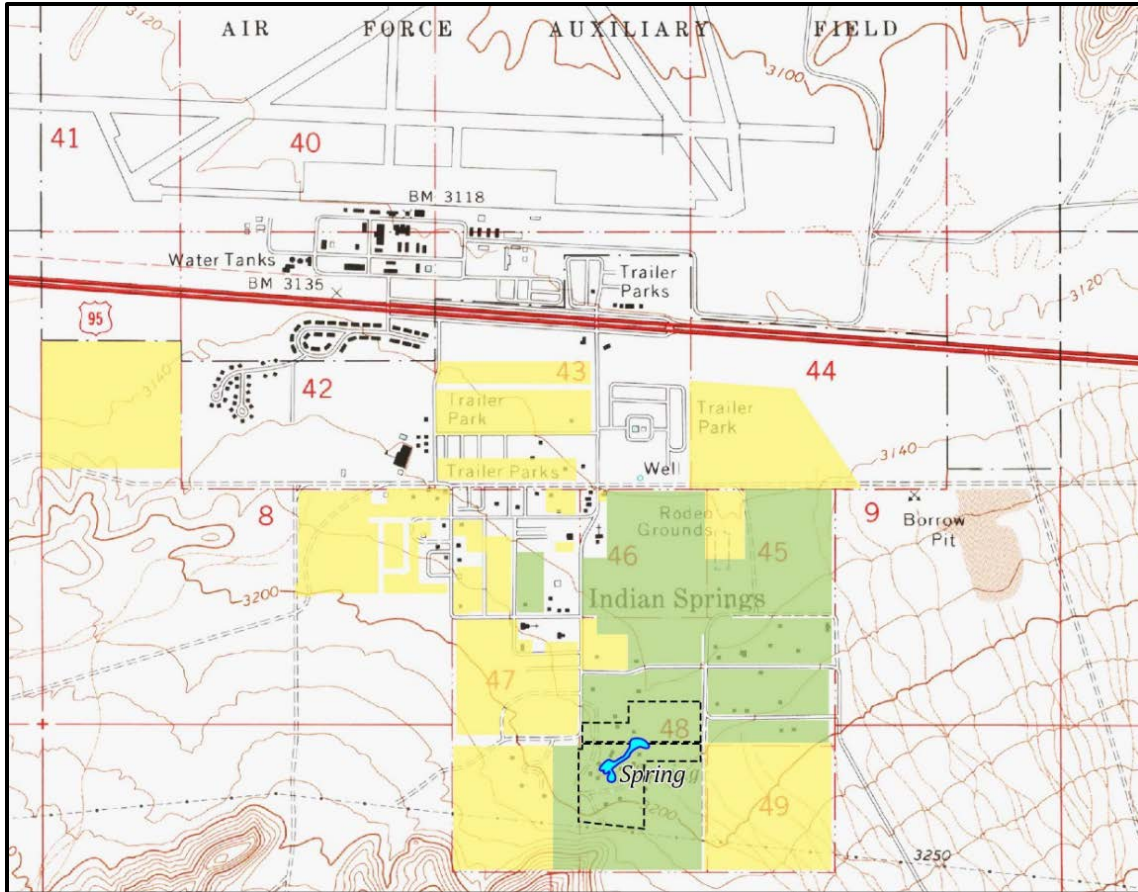 AIR FORCE AUXILIARY FIELD
3120
3120
3100
41
40
BM 3118
Water Tanks
BM 3135
Trailer
Parks
3120
95
3140
42
43
44
Trailer
Park
Trailer
Park
Trailer Parks
Well
3140
8
Rodeo
Grounds
9
Borrow
Pit
46
45
3200
Indian Springs
47
48
Spring
3200
49
3250